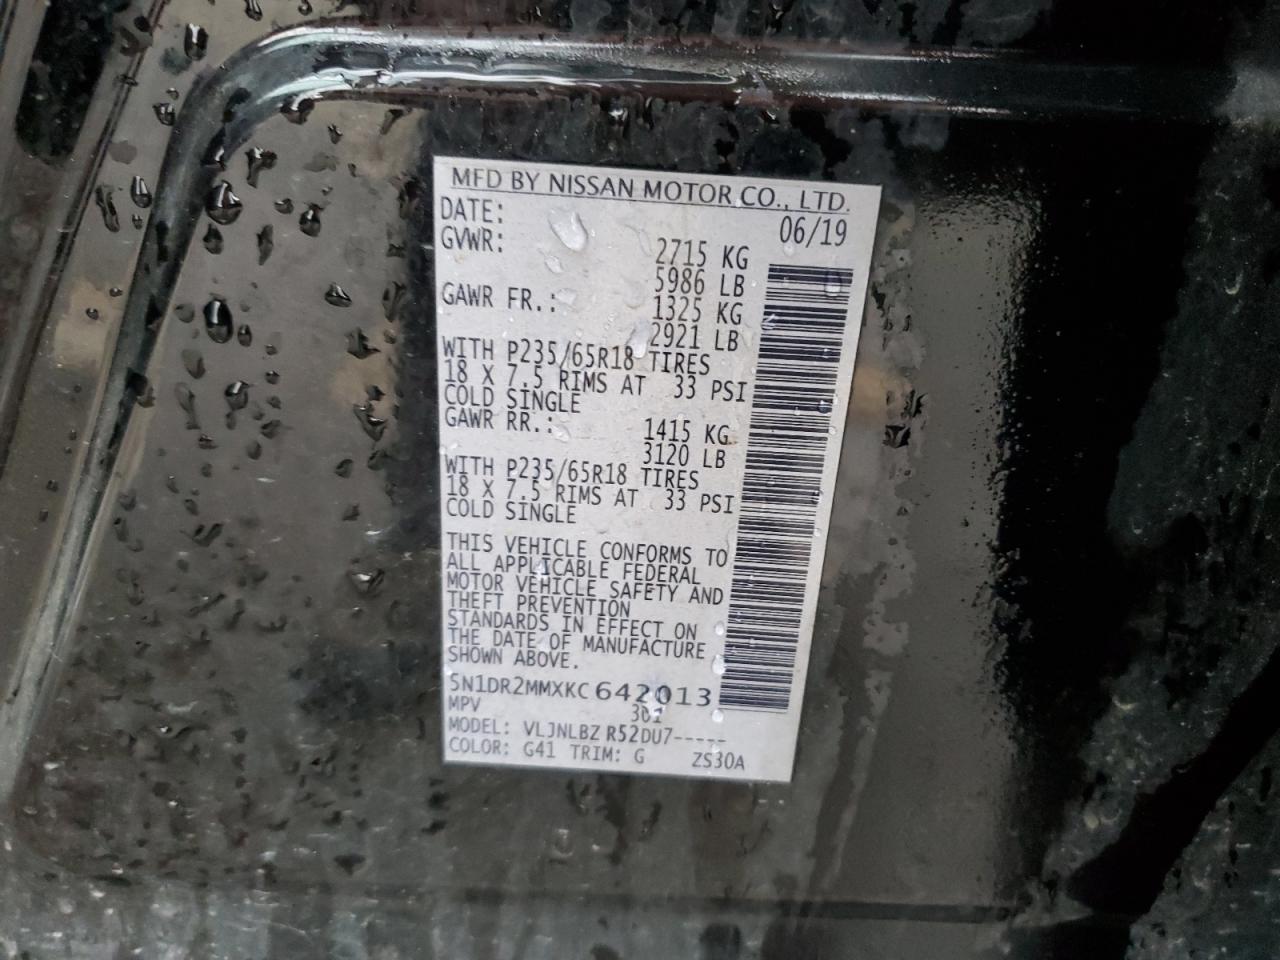 MFD BY NISSAN MOTOR CO., LTD.
DATE: 06/19
GVWR: 2715 KG
5986 LB
GAWR FR.: 1325 KG
2921 LB
WITH P235/65R18 TIRES
18 X 7.5 RIMS AT 33 PSI
COLD SINGLE
GAWR RR.: 1415 KG
3120 LB
WITH P235/65R18 TIRES
18 X 7.5 RIMS AT 33 PSI
COLD SINGLE
THIS VEHICLE CONFORMS TO
ALL APPLICABLE FEDERAL
MOTOR VEHICLE SAFETY AND
THEFT PREVENTION
STANDARDS IN EFFECT ON
THE DATE OF MANUFACTURE
SHOWN ABOVE.
5N1DR2MMXKC642013
MPV 301
MODEL: VLJNLBZ R52DU7-----
COLOR: G41 TRIM: G ZS30A